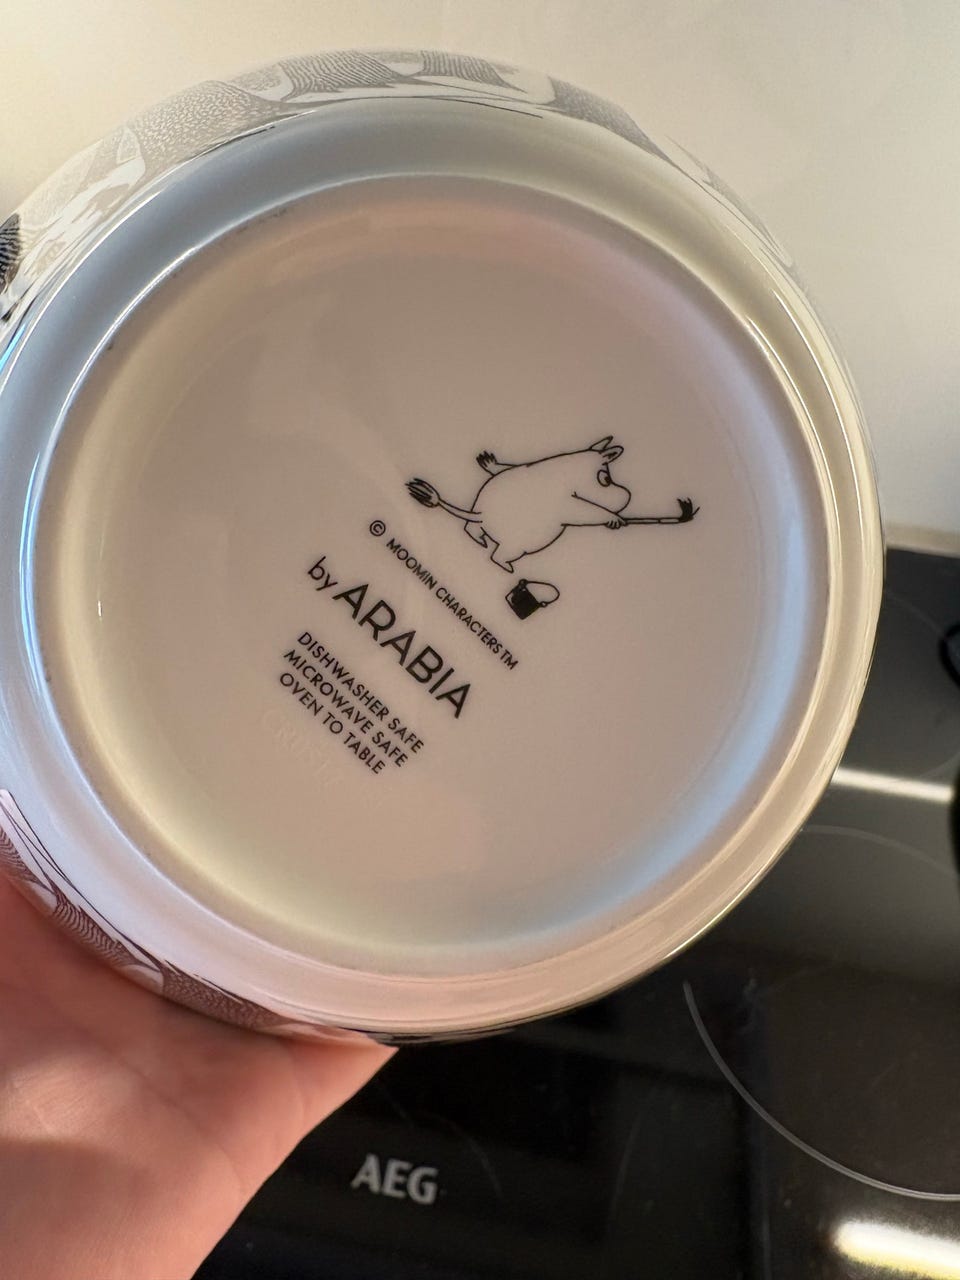 © MOOMIN CHARACTERS™
by ARABIA
DISHWASHER SAFE
MICROWAVE SAFE
OVEN TO TABLE
AEG